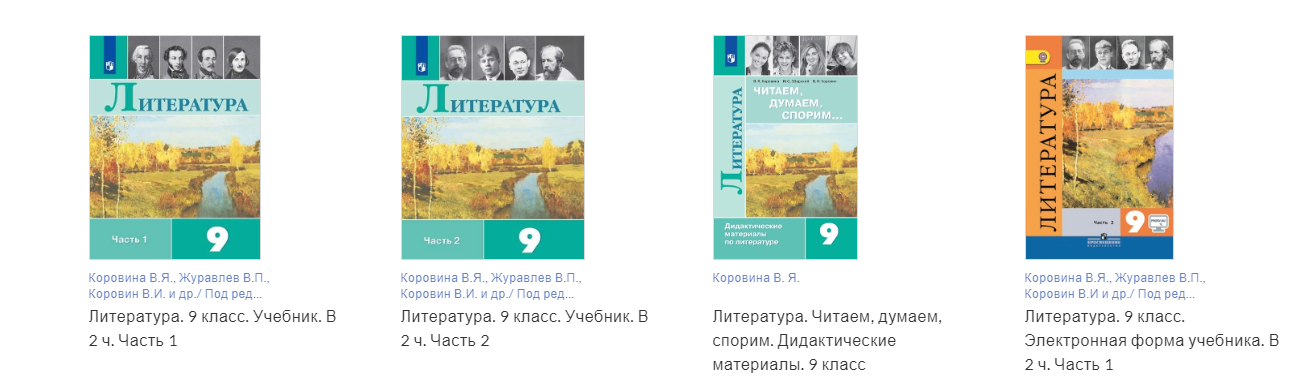 ЛИТЕРАТУРА
Часть 1
9
Коровина В.Я., Журавлев В.П.,
Коровин В.И. и др./ Под ред...
Литература. 9 класс. Учебник. В
2 ч. Часть 1
ЛИТЕРАТУРА
Часть 2
9
Коровина В.Я., Журавлев В.П.,
Коровин В.И. и др./ Под ред...
Литература. 9 класс. Учебник. В
2 ч. Часть 2
ЧИТАЕМ,
ДУМАЕМ,
СПОРИМ...
ЛИТЕРАТУРА
Дидактические
материалы
по литературе
9
Коровина В. Я.
Литература. Читаем, думаем,
спорим. Дидактические
материалы. 9 класс
ЛИТЕРАТУРА
9
ПРОСВЕЩЕНИЕ
Коровина В.Я., Журавлев В.П.,
Коровин В.И и др./ Под ред...
Литература. 9 класс.
Электронная форма учебника. В
2 ч. Часть 1